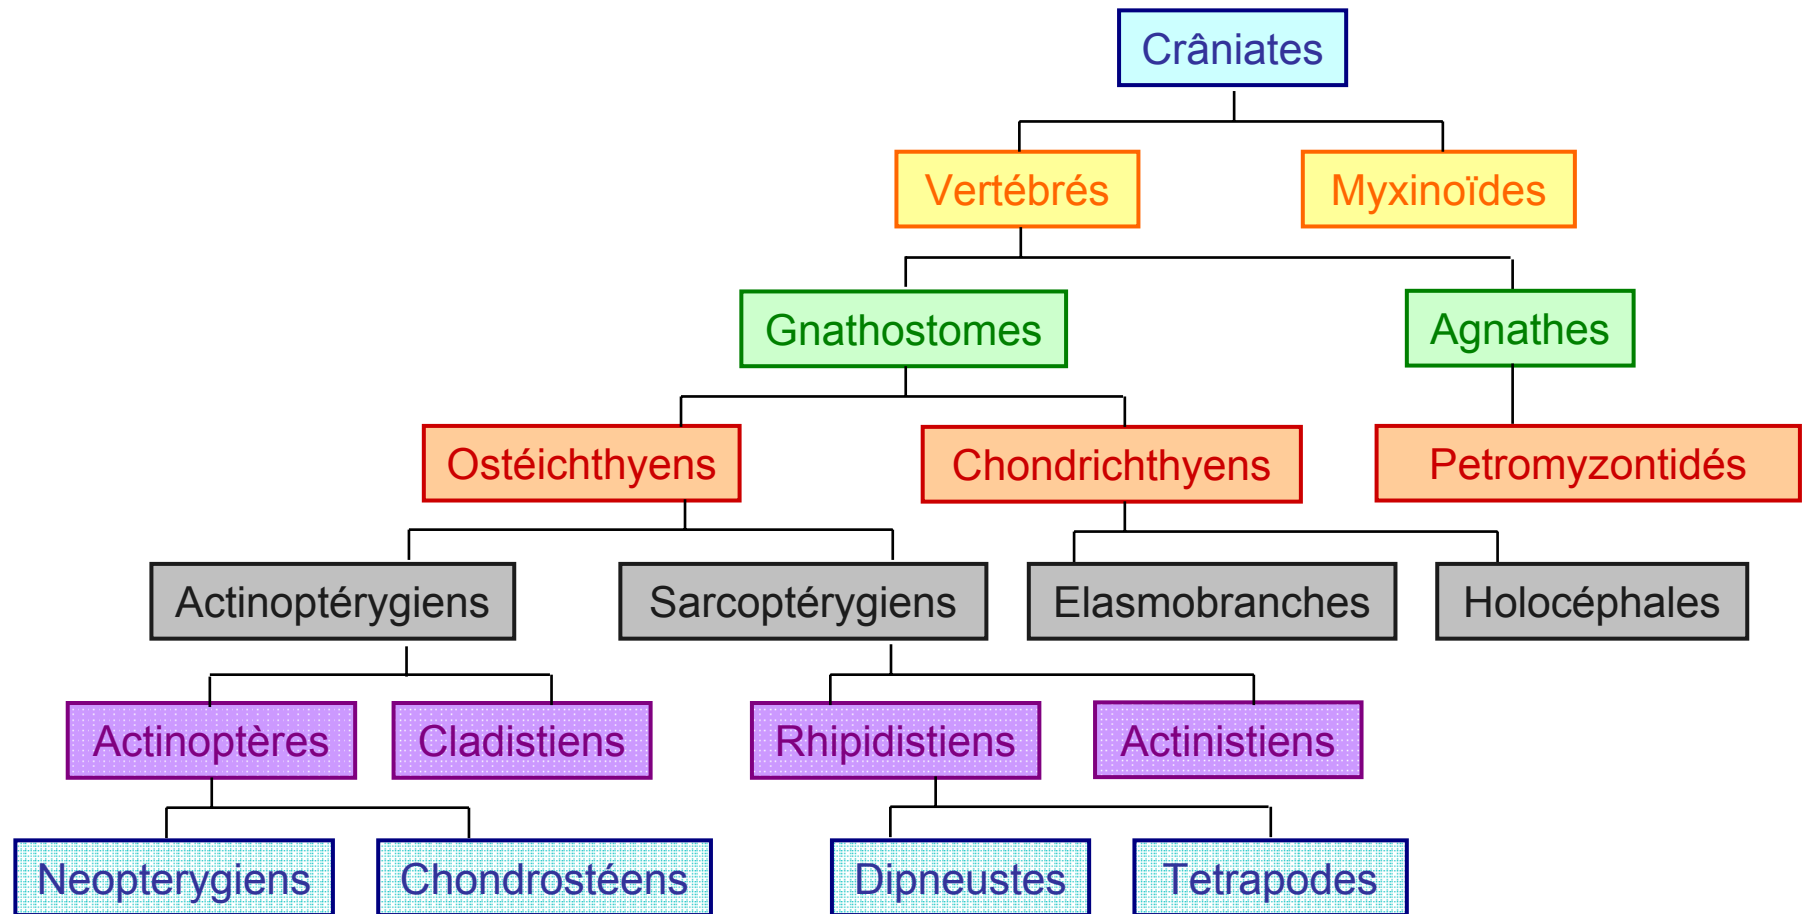 Crâniates
Vertébrés
Myxinoïdes
Gnathostomes
Agnathes
Ostéichthyens
Chondrichthyens
Petromyzontidés
Actinoptérygiens
Sarcoptérygiens
Elasmobranches
Holocéphales
Actinoptères
Cladistiens
Rhipidistiens
Actinistiens
Neopterygiens
Chondrostéens
Dipneustes
Tetrapodes